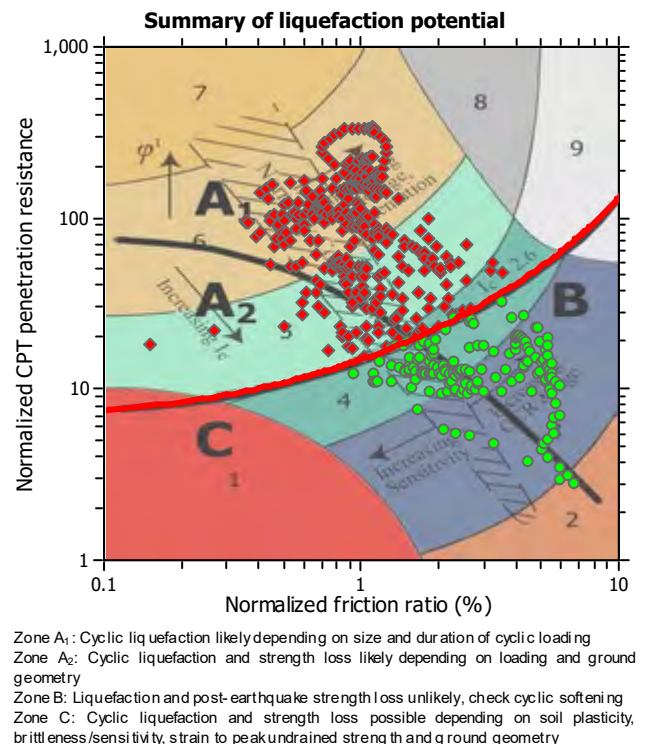 Summary of liquefaction potential
1,000
7
8
9
φ'
A1
6
100
Increasing Ic
A2
5
Ic = 2.6
B
10
4
C
1
Increasing
Sensitivity
2
1
0.1
1
10
Normalized CPT penetration resistance
Normalized friction ratio (%)
Zone A1: Cyclic liquefaction likely depending on size and duration of cyclic loading
Zone A2: Cyclic liquefaction and strength loss likely depending on loading and ground
geometry
Zone B: Liquefaction and post-earthquake strength loss unlikely, check cyclic softening
Zone C: Cyclic liquefaction and strength loss possible depending on soil plasticity,
brittleness/sensitivity, strain to peak undrained strength and ground geometry